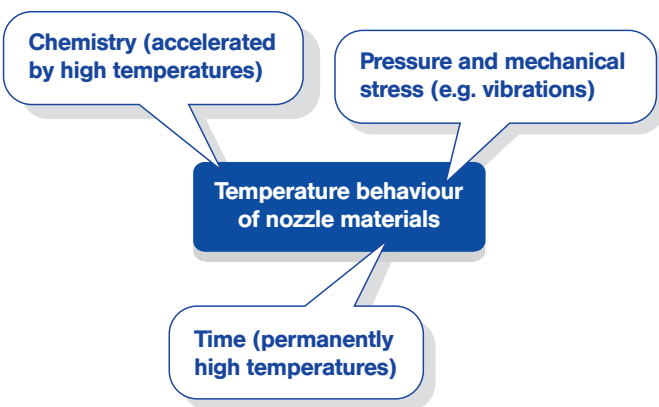 Chemistry (accelerated
by high temperatures)
Pressure and mechanical
stress (e.g. vibrations)
Temperature behaviour
of nozzle materials
Time (permanently
high temperatures)